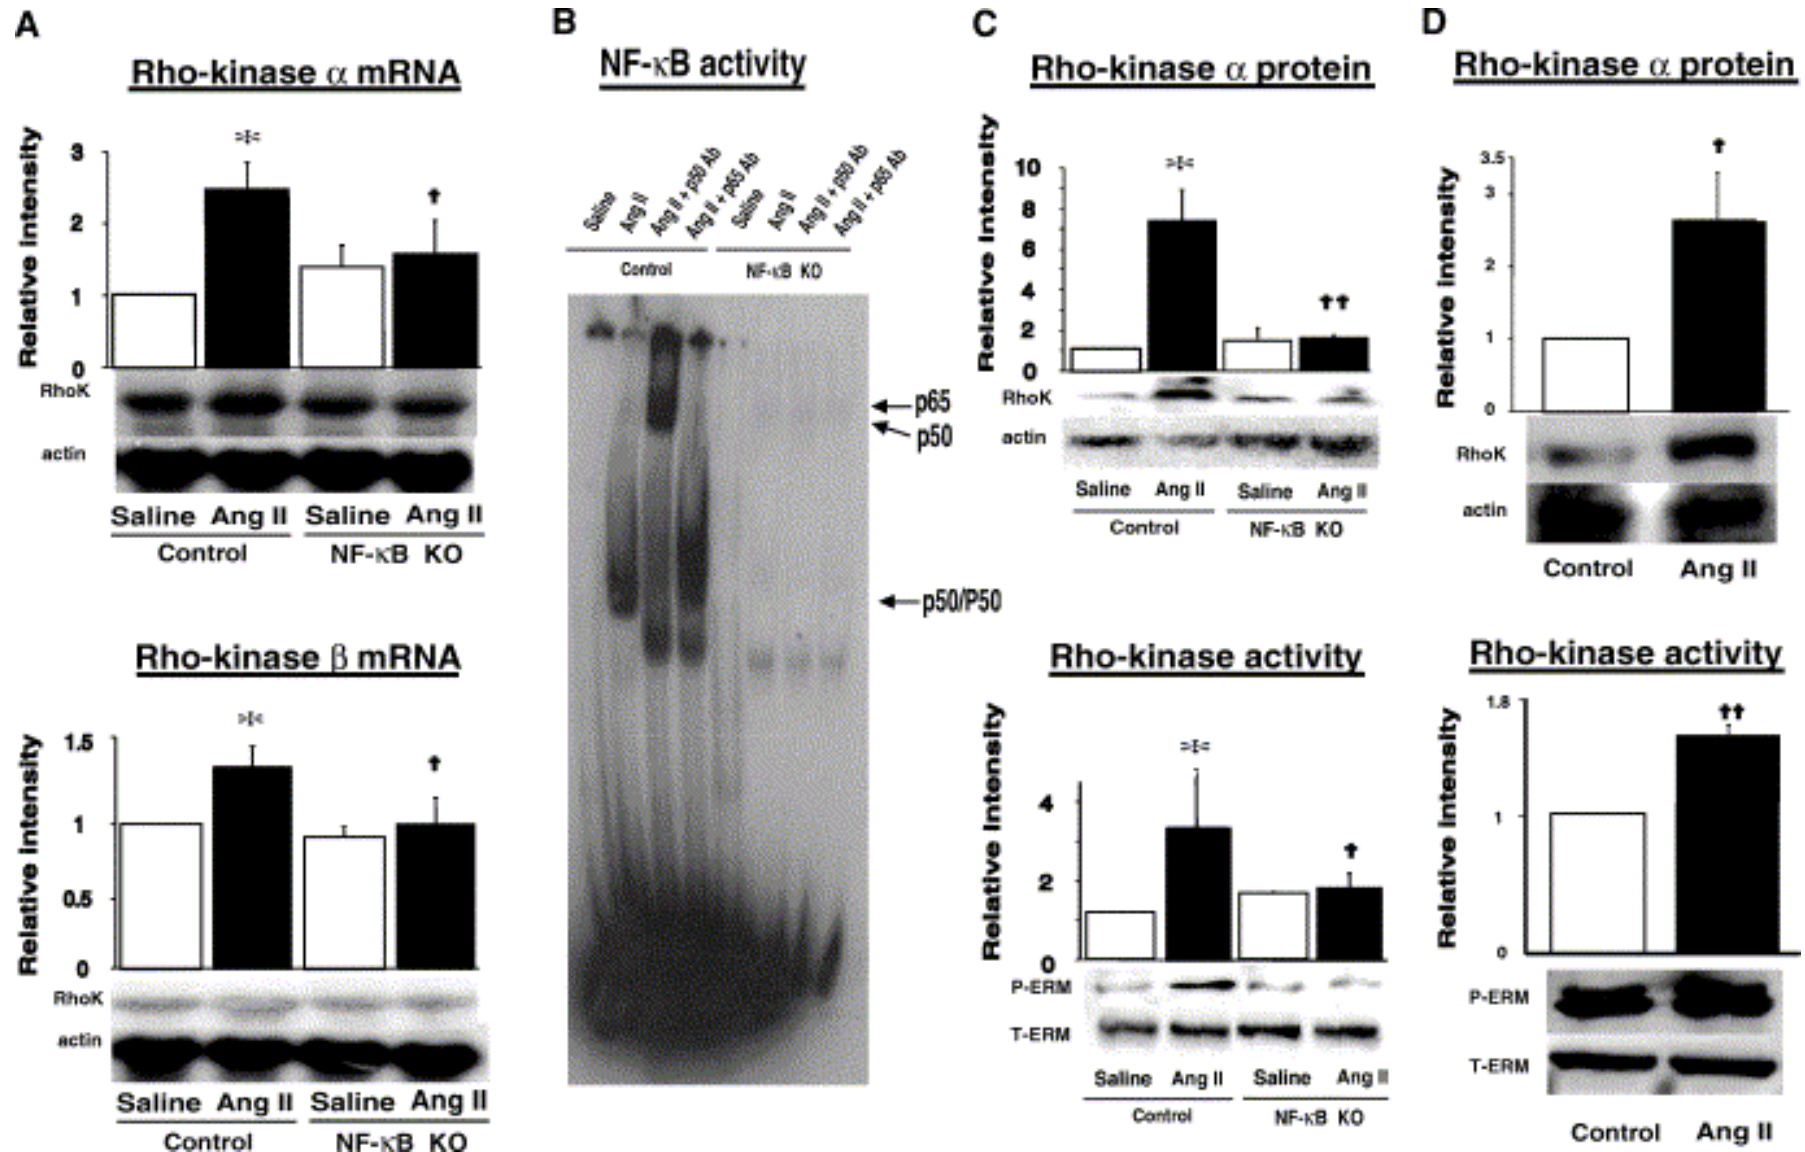 A
Rho-kinase α mRNA
Relative intensity
3
2
1
0
*
†
RhoK
actin
Saline Ang II Saline Ang II
Control NF-κB KO
Rho-kinase β mRNA
Relative intensity
1.5
1
0.5
0
*
†
RhoK
actin
Saline Ang II Saline Ang II
Control NF-κB KO
B
NF-κB activity
Saline
Ang II
Ang II + p50 Ab
Ang II + p65 Ab
Saline
Ang II
Ang II + p50 Ab
Ang II + p65 Ab
Control NF-κB KO
p65
p50
p50/P50
C
Rho-kinase α protein
Relative Intensity
10
8
6
4
2
0
*
††
RhoK
actin
Saline Ang II Saline Ang II
Control NF-κB KO
Rho-kinase activity
Relative Intensity
4
2
0
*
†
P-ERM
T-ERM
Saline Ang II Saline Ang II
Control NF-κB KO
D
Rho-kinase α protein
Relative intensity
3.5
3
2
1
0
†
RhoK
actin
Control Ang II
Rho-kinase activity
Relative Intensity
1.8
1
0
††
P-ERM
T-ERM
Control Ang II